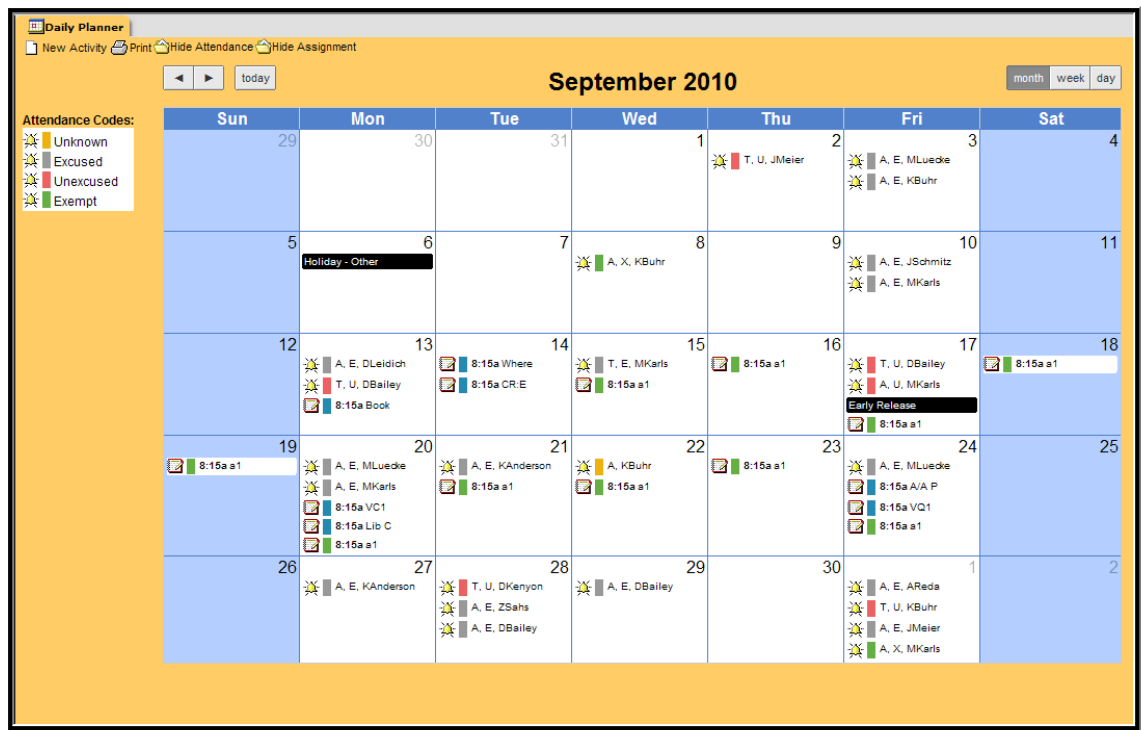 Daily Planner
New Activity Print Hide Attendance Hide Assignment
today
September 2010
month week day
Attendance Codes:
Unknown
Excused
Unexcused
Exempt
Sun Mon Tue Wed Thu Fri Sat
29 30 31 1 2 3 4
T, U, JMeier
A, E, MLuedke
A, E, KBuhr
5 6 7 8 9 10 11
Holiday - Other
A, X, KBuhr
A, E, JSchmitz
A, E, MKarls
12 13 14 15 16 17 18
A, E, DLeidich
T, U, DBailey
8:15a Book
8:15a Where
8:15a CR:E
T, E, MKarls
8:15a a1
8:15a a1
T, U, DBailey
A, U, MKarls
Early Release
8:15a a1
8:15a a1
19 20 21 22 23 24 25
8:15a a1
A, E, MLuedke
A, E, MKarls
8:15a VC1
8:15a Lib C
8:15a a1
A, E, KAnderson
8:15a a1
A, KBuhr
8:15a a1
8:15a a1
A, E, MLuedke
8:15a A/A P
8:15a VQ1
8:15a a1
26 27 28 29 30 1 2
A, E, KAnderson
T, U, DKenyon
A, E, ZSahs
A, E, DBailey
A, E, DBailey
A, E, AReda
T, U, KBuhr
A, E, JMeier
A, X, MKarls